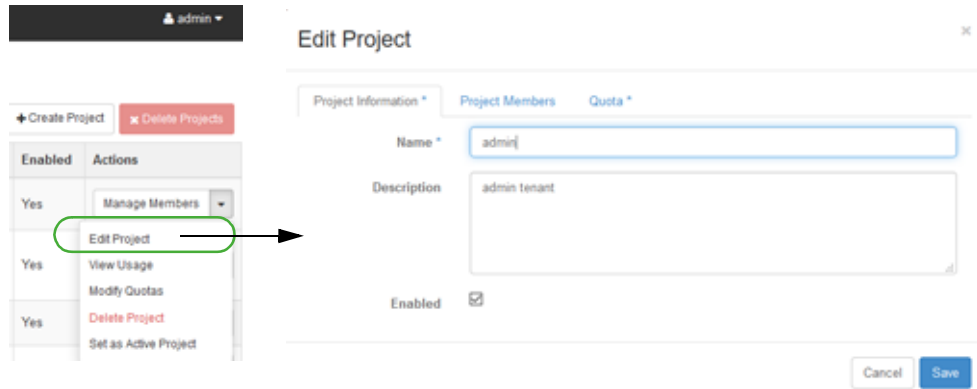 admin
Create Project
Delete Projects
Enabled Actions
Yes
Manage Members
Edit Project
Yes
View Usage
Modify Quotas
Yes
Delete Project
Set as Active Project
Edit Project
×
Project Information *
Project Members
Quota *
Name *
admin
Description
admin tenant
Enabled
Cancel
Save